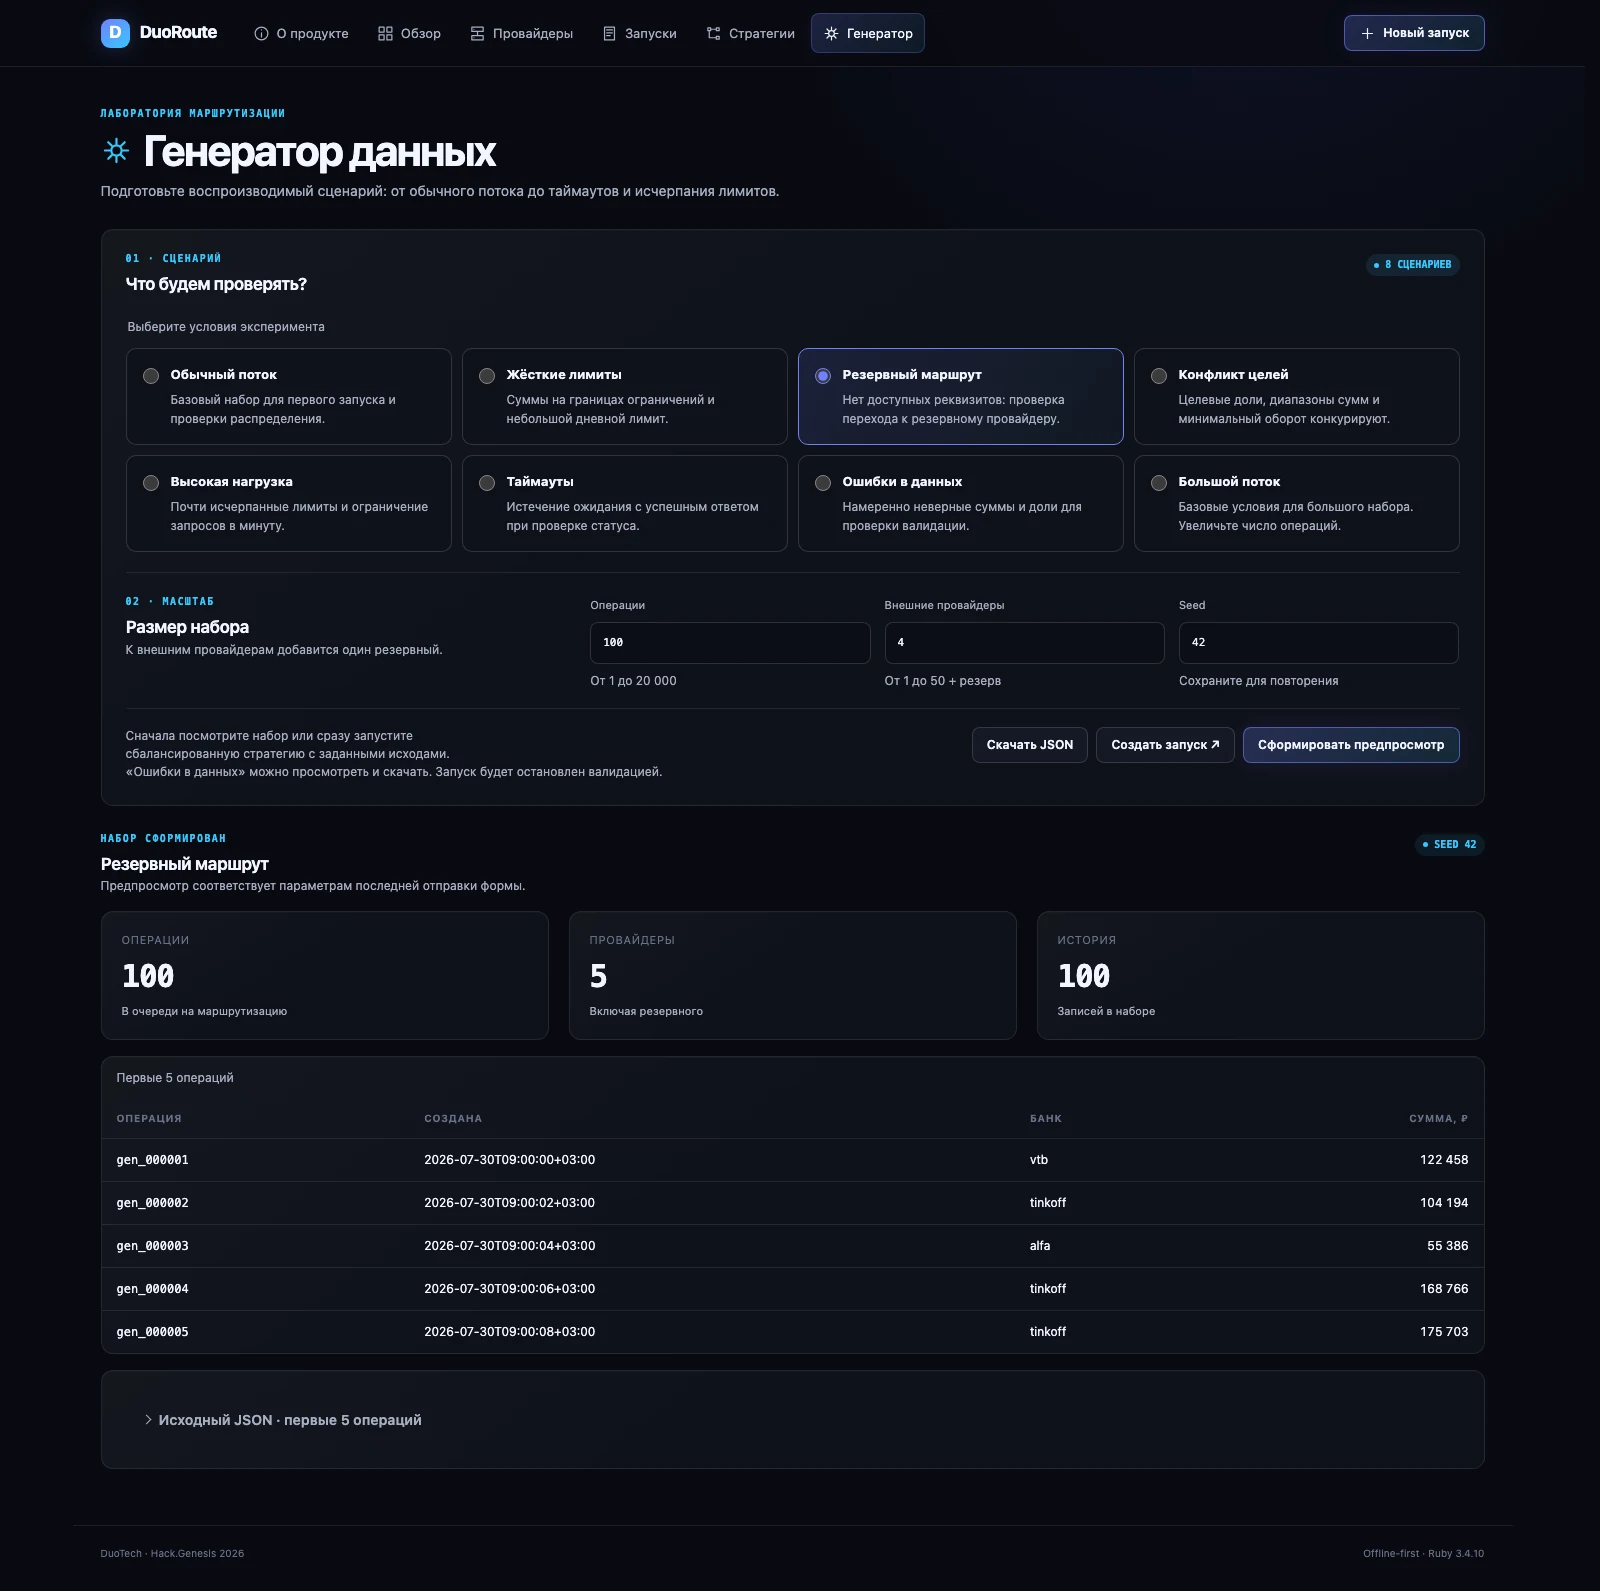 D DuoRoute
О продукте
Обзор
Провайдеры
Запуски
Стратегии
Генератор
Новый запуск
ЛАБОРАТОРИЯ МАРШРУТИЗАЦИИ
Генератор данных
Подготовьте воспроизводимый сценарий: от обычного потока до таймаутов и исчерпания лимитов.
01 · СЦЕНАРИЙ
Что будем проверять?
8 СЦЕНАРИЕВ
Выберите условия эксперимента
Обычный поток
Базовый набор для первого запуска и
проверки распределения.
Жёсткие лимиты
Суммы на границах ограничений и
небольшой дневной лимит.
Резервный маршрут
Нет доступных реквизитов: проверка
перехода к резервному провайдеру.
Конфликт целей
Целевые доли, диапазоны сумм и
минимальный оборот конкурируют.
Высокая нагрузка
Почти исчерпанные лимиты и ограничение
запросов в минуту.
Таймауты
Истечение ожидания с успешным ответом
при проверке статуса.
Ошибки в данных
Намеренно неверные суммы и доли для
проверки валидации.
Большой поток
Базовые условия для большого набора.
Увеличьте число операций.
02 · МАСШТАБ
Размер набора
К внешним провайдерам добавится один резервный.
Операции
100
От 1 до 20 000
Внешние провайдеры
4
От 1 до 50 + резерв
Seed
42
Сохраните для повторения
Сначала посмотрите набор или сразу запустите
сбалансированную стратегию с заданными исходами.
«Ошибки в данных» можно просмотреть и скачать. Запуск будет остановлен валидацией.
Скачать JSON
Создать запуск ↗
Сформировать предпросмотр
НАБОР СФОРМИРОВАН
Резервный маршрут
Предпросмотр соответствует параметрам последней отправки формы.
SEED 42
ОПЕРАЦИИ
100
В очереди на маршрутизацию
ПРОВАЙДЕРЫ
5
Включая резервного
ИСТОРИЯ
100
Записей в наборе
Первые 5 операций
ОПЕРАЦИЯ СОЗДАНА БАНК СУММА, ₽
gen_000001 2026-07-30T09:00:00+03:00 vtb 122 458
gen_000002 2026-07-30T09:00:02+03:00 tinkoff 104 194
gen_000003 2026-07-30T09:00:04+03:00 alfa 55 386
gen_000004 2026-07-30T09:00:06+03:00 tinkoff 168 766
gen_000005 2026-07-30T09:00:08+03:00 tinkoff 175 703
Исходный JSON · первые 5 операций
DuoTech · Hack.Genesis 2026
Offline-first · Ruby 3.4.10